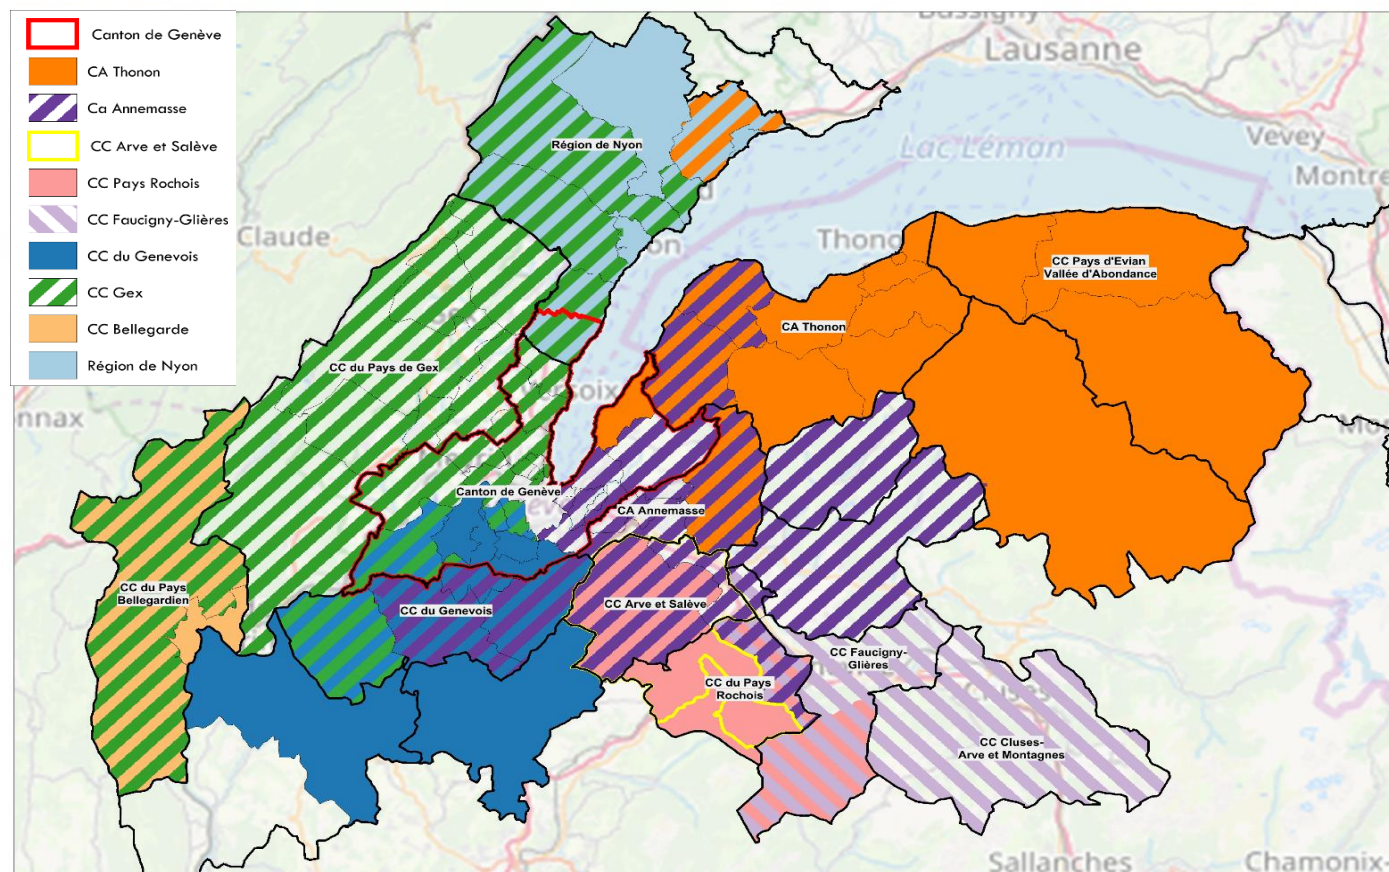 Canton de Genève
CA Thonon
Ca Annemasse
CC Arve et Salève
CC Pays Rochois
CC Faucigny-Glières
CC du Genevois
CC Gex
CC Bellegarde
Région de Nyon
Lausanne
Région de Nyon
Lac Léman
Vevey
Montre
Claude
Thono
CC Pays d'Evian
Vallée d'Abondance
CA Thonon
CC du Pays de Gex
onnax
Canton de Genève
CA Annemasse
CC du Pays
Bellegardien
CC du Genevois
CC Arve et Salève
CC Faucigny-
Glières
CC du Pays
Rochois
Cluses
CC Cluses-
Arve et Montagnes
Sallanches
Chamonix-